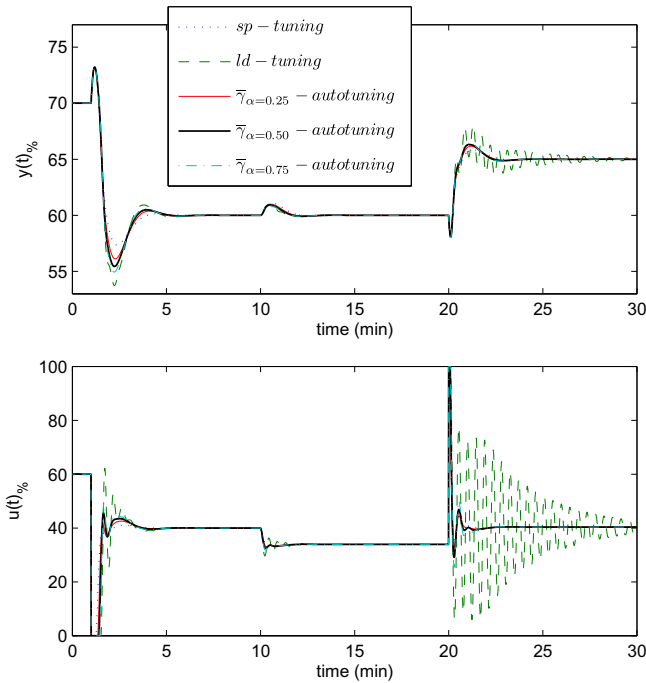 sp − tuning
ld − tuning
γ̅α=0.25 − autotuning
γ̅α=0.50 − autotuning
γ̅α=0.75 − autotuning
75
70
65
60
55
y(t)%
0 5 10 15 20 25 30
time (min)
100
80
60
40
20
0
u(t)%
0 5 10 15 20 25 30
time (min)